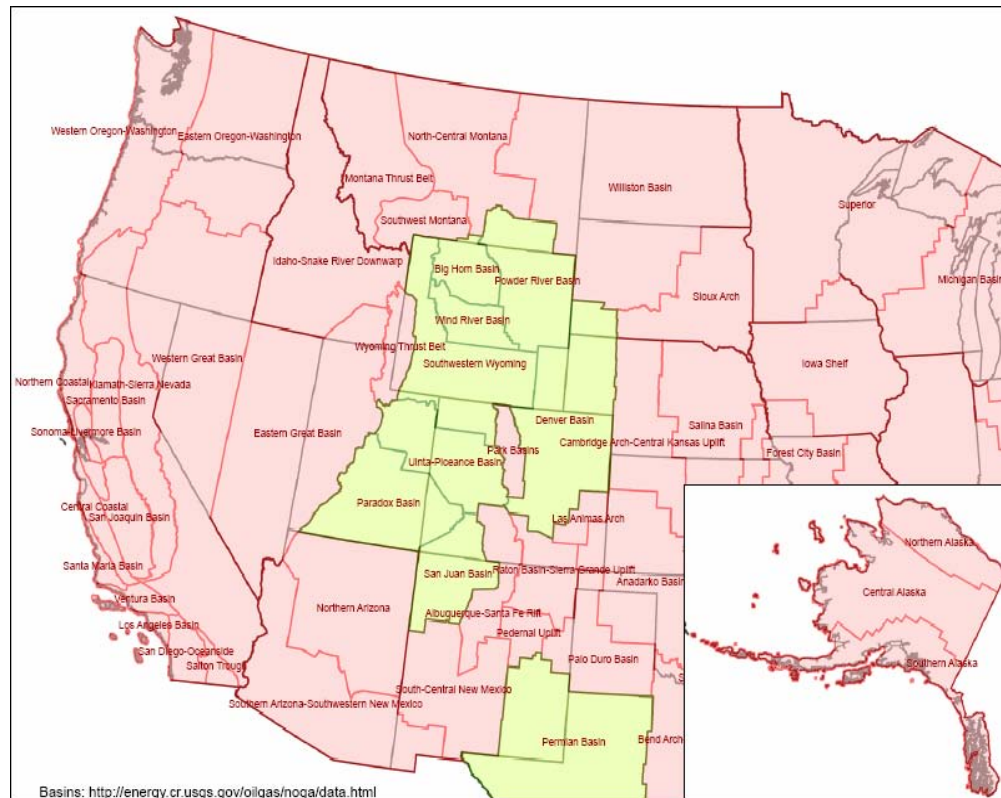 Western Oregon-Washington
Eastern Oregon-Washington
North-Central Montana
Montana Thrust Belt
Williston Basin
Superior
Southwest Montana
Idaho-Snake River Downwarp
Big Horn Basin
Powder River Basin
Michigan Basin
Sioux Arch
Wind River Basin
Wyoming Thrust Belt
Western Great Basin
Southwestern Wyoming
Iowa Shelf
Northern Coastal
Klamath-Sierra Nevada
Sacramento Basin
Denver Basin
Salina Basin
Sonoma-Livermore Basin
Eastern Great Basin
Park Basins
Cambridge Arch-Central Kansas Uplift
Uinta-Piceance Basin
Forest City Basin
Paradox Basin
Central Coastal
San Joaquin Basin
Las Animas Arch
Northern Alaska
Santa Maria Basin
San Juan Basin
Raton Basin-Sierra Grande Uplift
Anadarko Basin
Northern Arizona
Central Alaska
Ventura Basin
Albuquerque-Santa Fe Rift
Los Angeles Basin
Pedernal Uplift
San Diego-Oceanside
Palo Duro Basin
Salton Trough
Southern Alaska
South-Central New Mexico
Southern Arizona-Southwestern New Mexico
Permian Basin
Bend Arch
Basins: http://energy.cr.usgs.gov/oilgas/noga/data.html